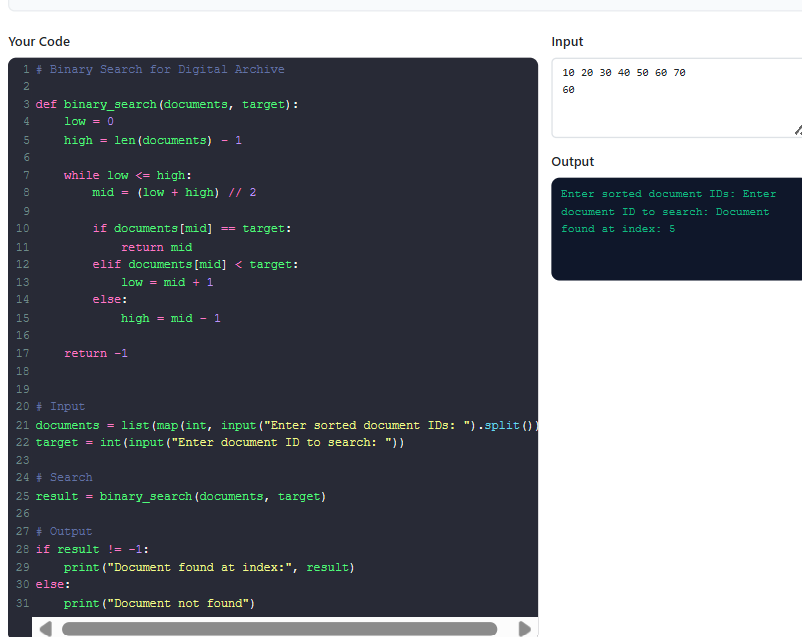 Your Code
1 # Binary Search for Digital Archive
2
3 def binary_search(documents, target):
4     low = 0
5     high = len(documents) - 1
6
7     while low <= high:
8         mid = (low + high) // 2
9
10         if documents[mid] == target:
11             return mid
12         elif documents[mid] < target:
13             low = mid + 1
14         else:
15             high = mid - 1
16
17     return -1
18
19
20 # Input
21 documents = list(map(int, input("Enter sorted document IDs: ").split())
22 target = int(input("Enter document ID to search: "))
23
24 # Search
25 result = binary_search(documents, target)
26
27 # Output
28 if result != -1:
29     print("Document found at index:", result)
30 else:
31     print("Document not found")
Input
10 20 30 40 50 60 70
60
Output
Enter sorted document IDs: Enter
document ID to search: Document
found at index: 5